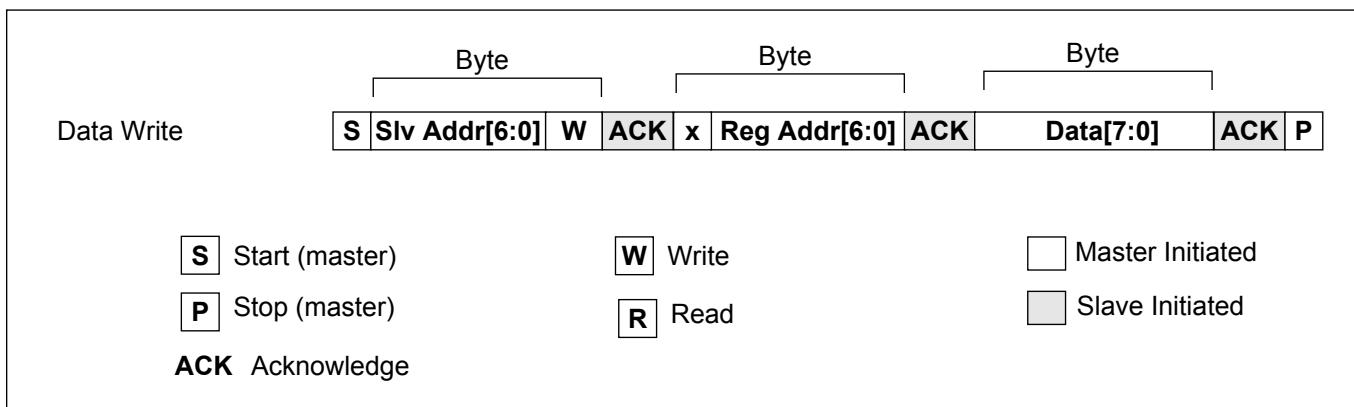 Byte Byte Byte
Data Write S Slv Addr[6:0] W ACK x Reg Addr[6:0] ACK Data[7:0] ACK P
S Start (master) W Write Master Initiated
P Stop (master) R Read Slave Initiated
ACK Acknowledge